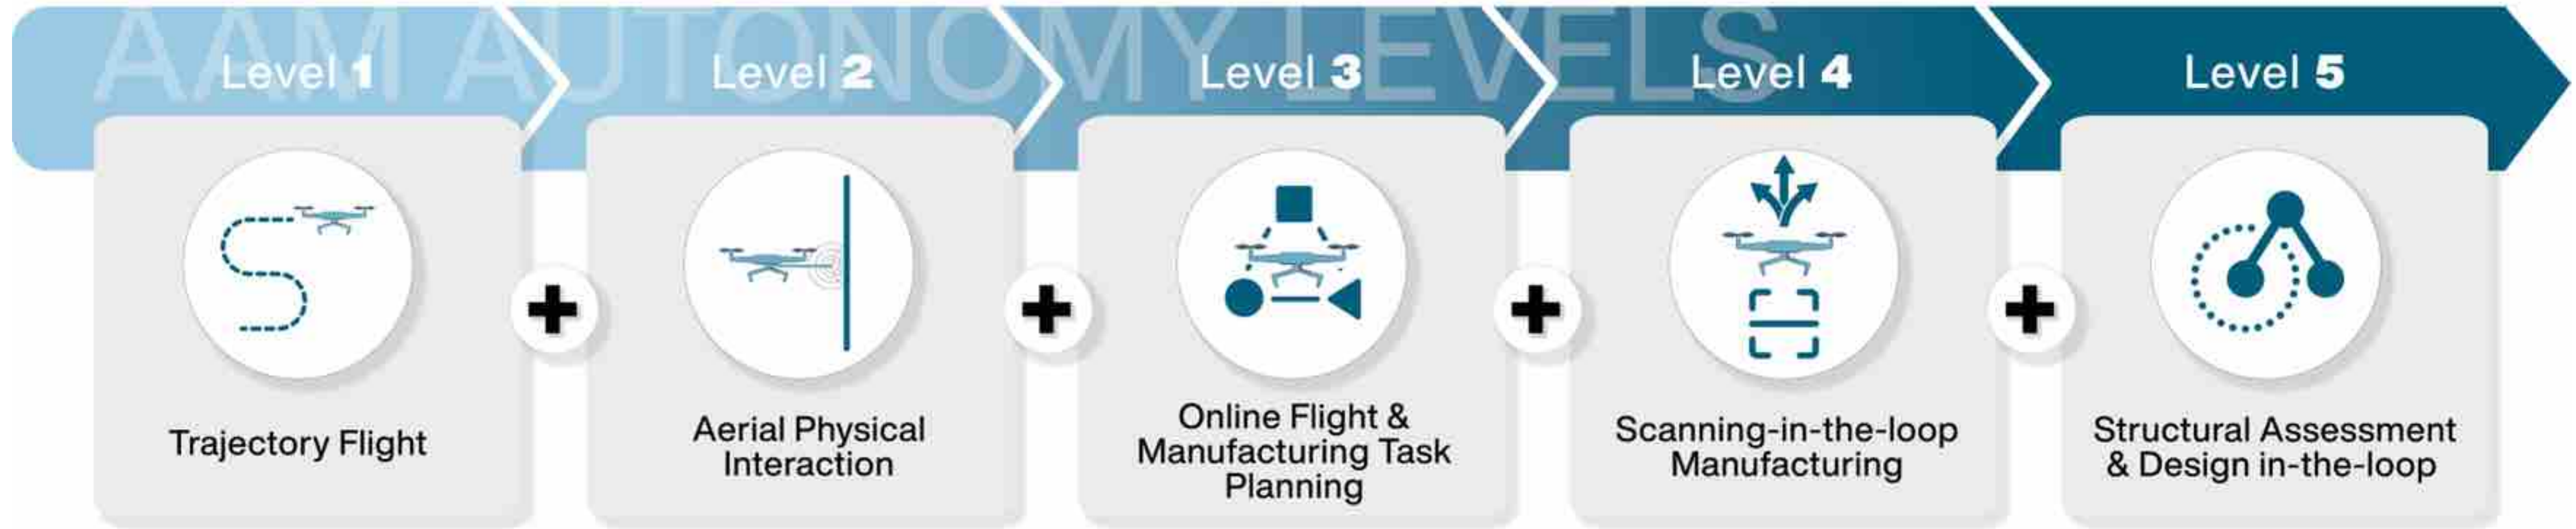 AAM AUTONOMY LEVELS
Level 1
Level 2
Level 3
Level 4
Level 5
Trajectory Flight
Aerial Physical
Interaction
Online Flight &
Manufacturing Task
Planning
Scanning-in-the-loop
Manufacturing
Structural Assessment
& Design in-the-loop